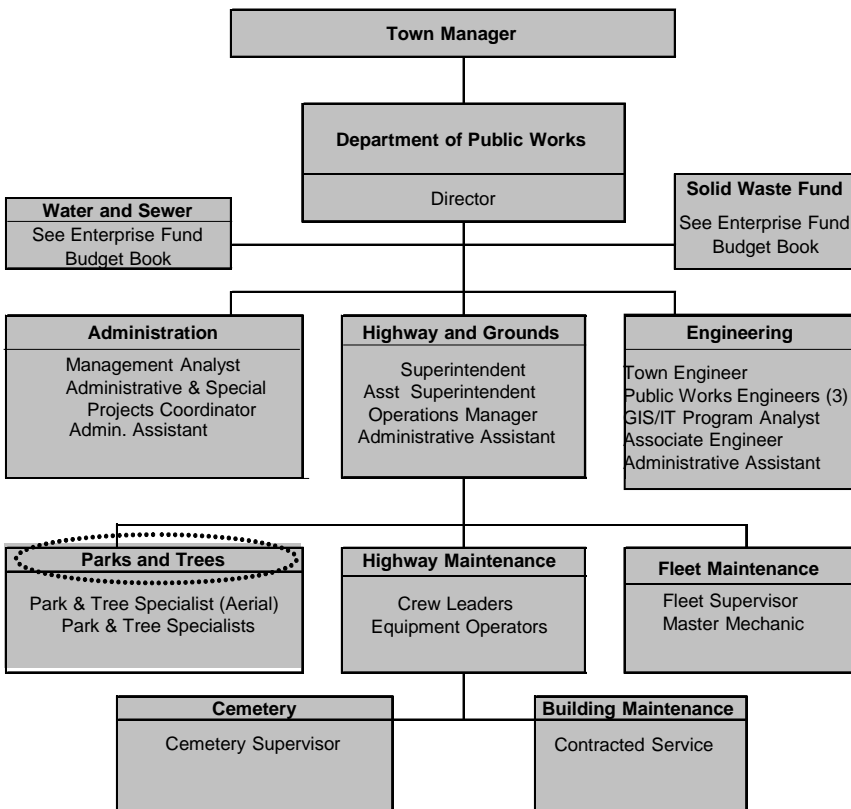 Town Manager
Department of Public Works
Director
Water and Sewer
See Enterprise Fund
Budget Book
Solid Waste Fund
See Enterprise Fund
Budget Book
Administration
Management Analyst
Administrative & Special
Projects Coordinator
Admin. Assistant
Highway and Grounds
Superintendent
Asst Superintendent
Operations Manager
Administrative Assistant
Engineering
Town Engineer
Public Works Engineers (3)
GIS/IT Program Analyst
Associate Engineer
Administrative Assistant
Parks and Trees
Park & Tree Specialist (Aerial)
Park & Tree Specialists
Highway Maintenance
Crew Leaders
Equipment Operators
Fleet Maintenance
Fleet Supervisor
Master Mechanic
Cemetery
Cemetery Supervisor
Building Maintenance
Contracted Service